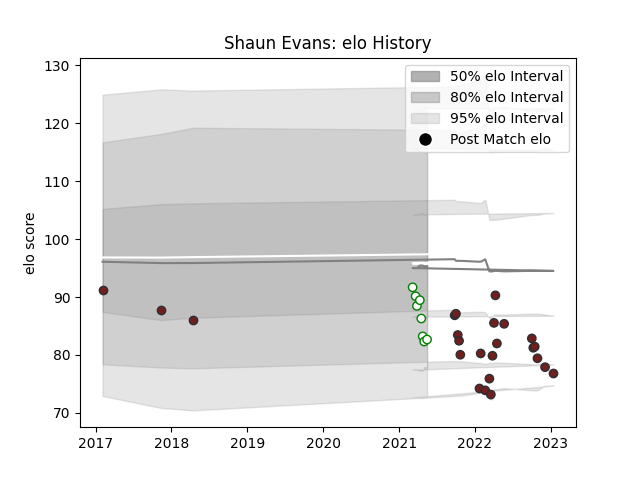 Shaun Evans: elo History
130
120
110
100
90
80
70
elo score
50% elo Interval
80% elo Interval
95% elo Interval
Post Match elo
2017
2018
2019
2020
2021
2022
2023